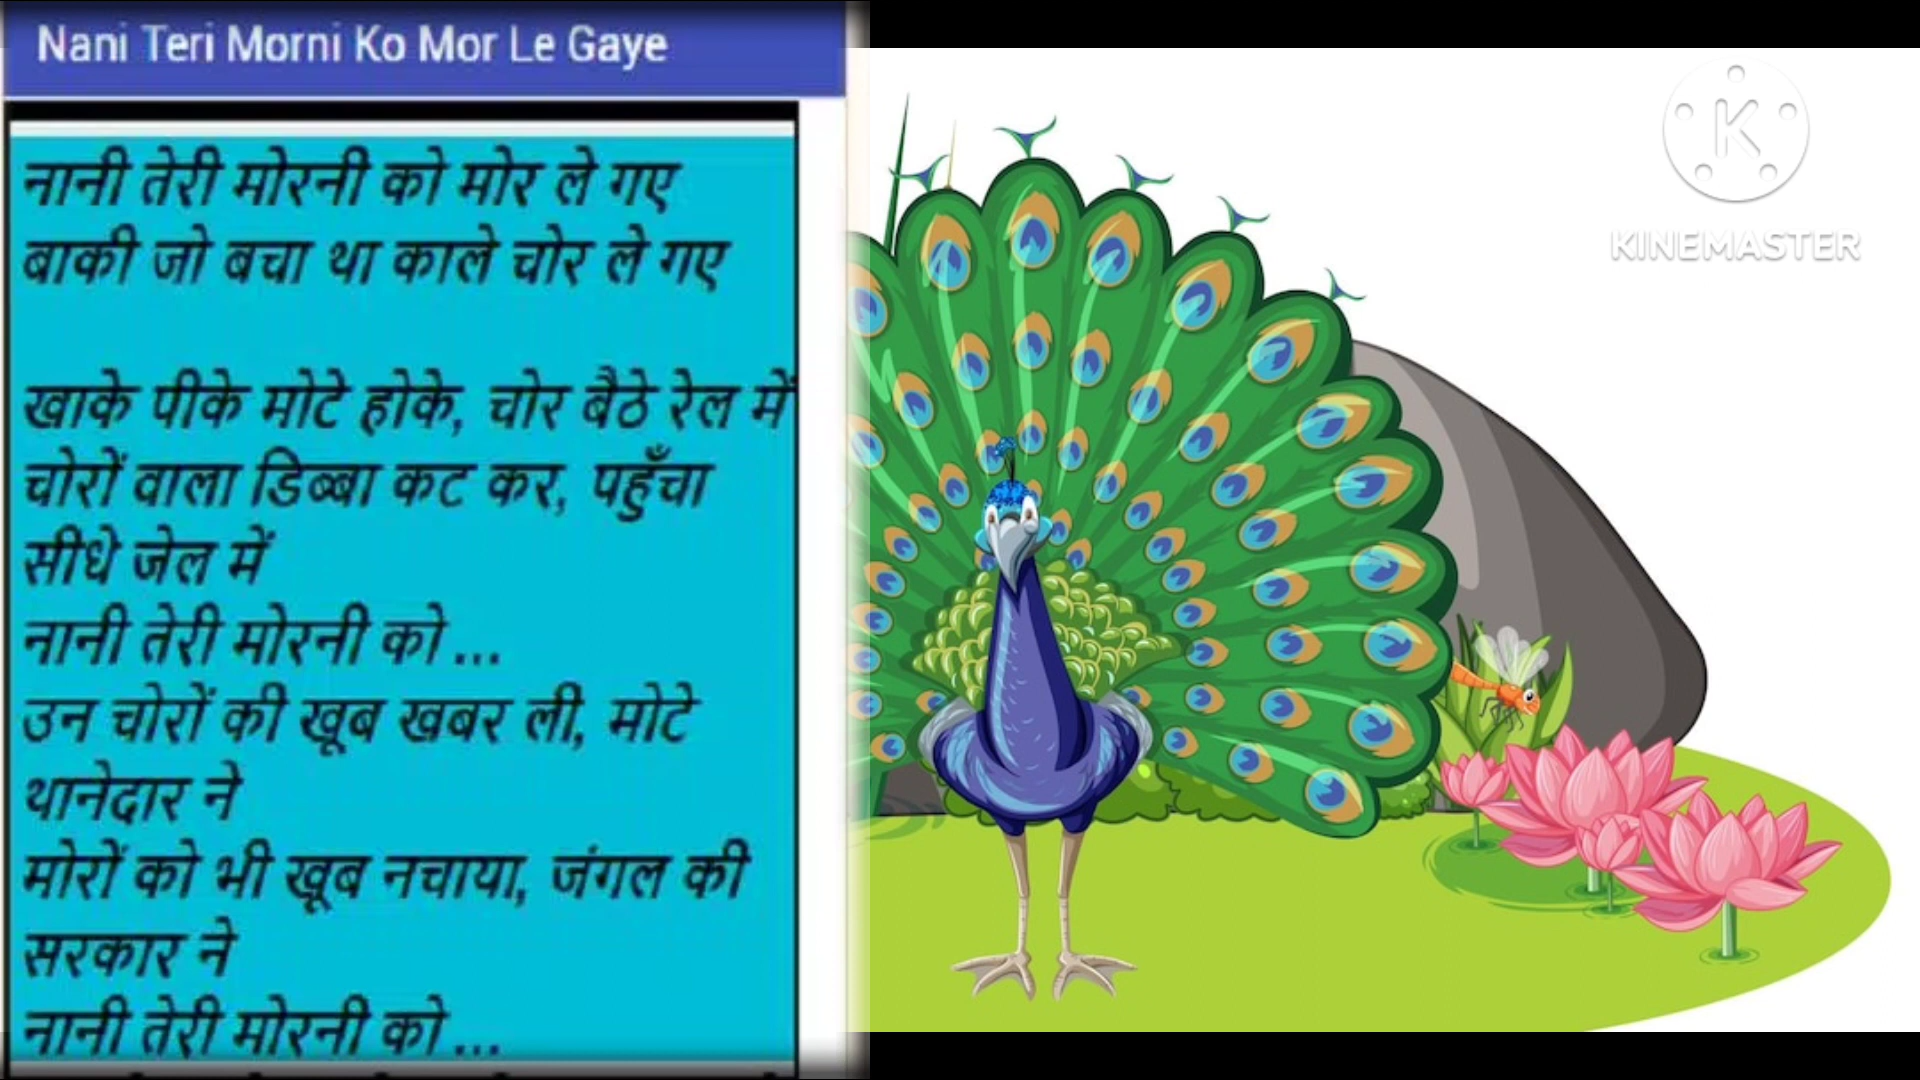 Nani Teri Morni Ko Mor Le Gaye
नानी तेरी मोरनी को मोर ले गए
बाकी जो बचा था काले चोर ले गए
खाके पीके मोटे होके, चोर बैठे रेल में
चोरों वाला डिब्बा कट कर, पहुँचा
सीधे जेल में
नानी तेरी मोरनी को ...
उन चोरों की खूब खबर ली, मोटे
थानेदार ने
मोरों को भी खूब नचाया, जंगल की
सरकार ने
नानी तेरी मोरनी को ...
K
KINEMASTER